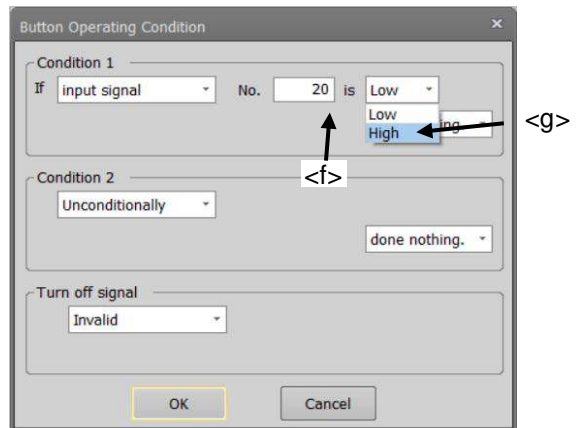 Button Operating Condition ×
Condition 1
If input signal No. 20 is Low
Low
High
ing.
<g>
<f>
Condition 2
Unconditionally
done nothing.
Turn off signal
Invalid
OK Cancel